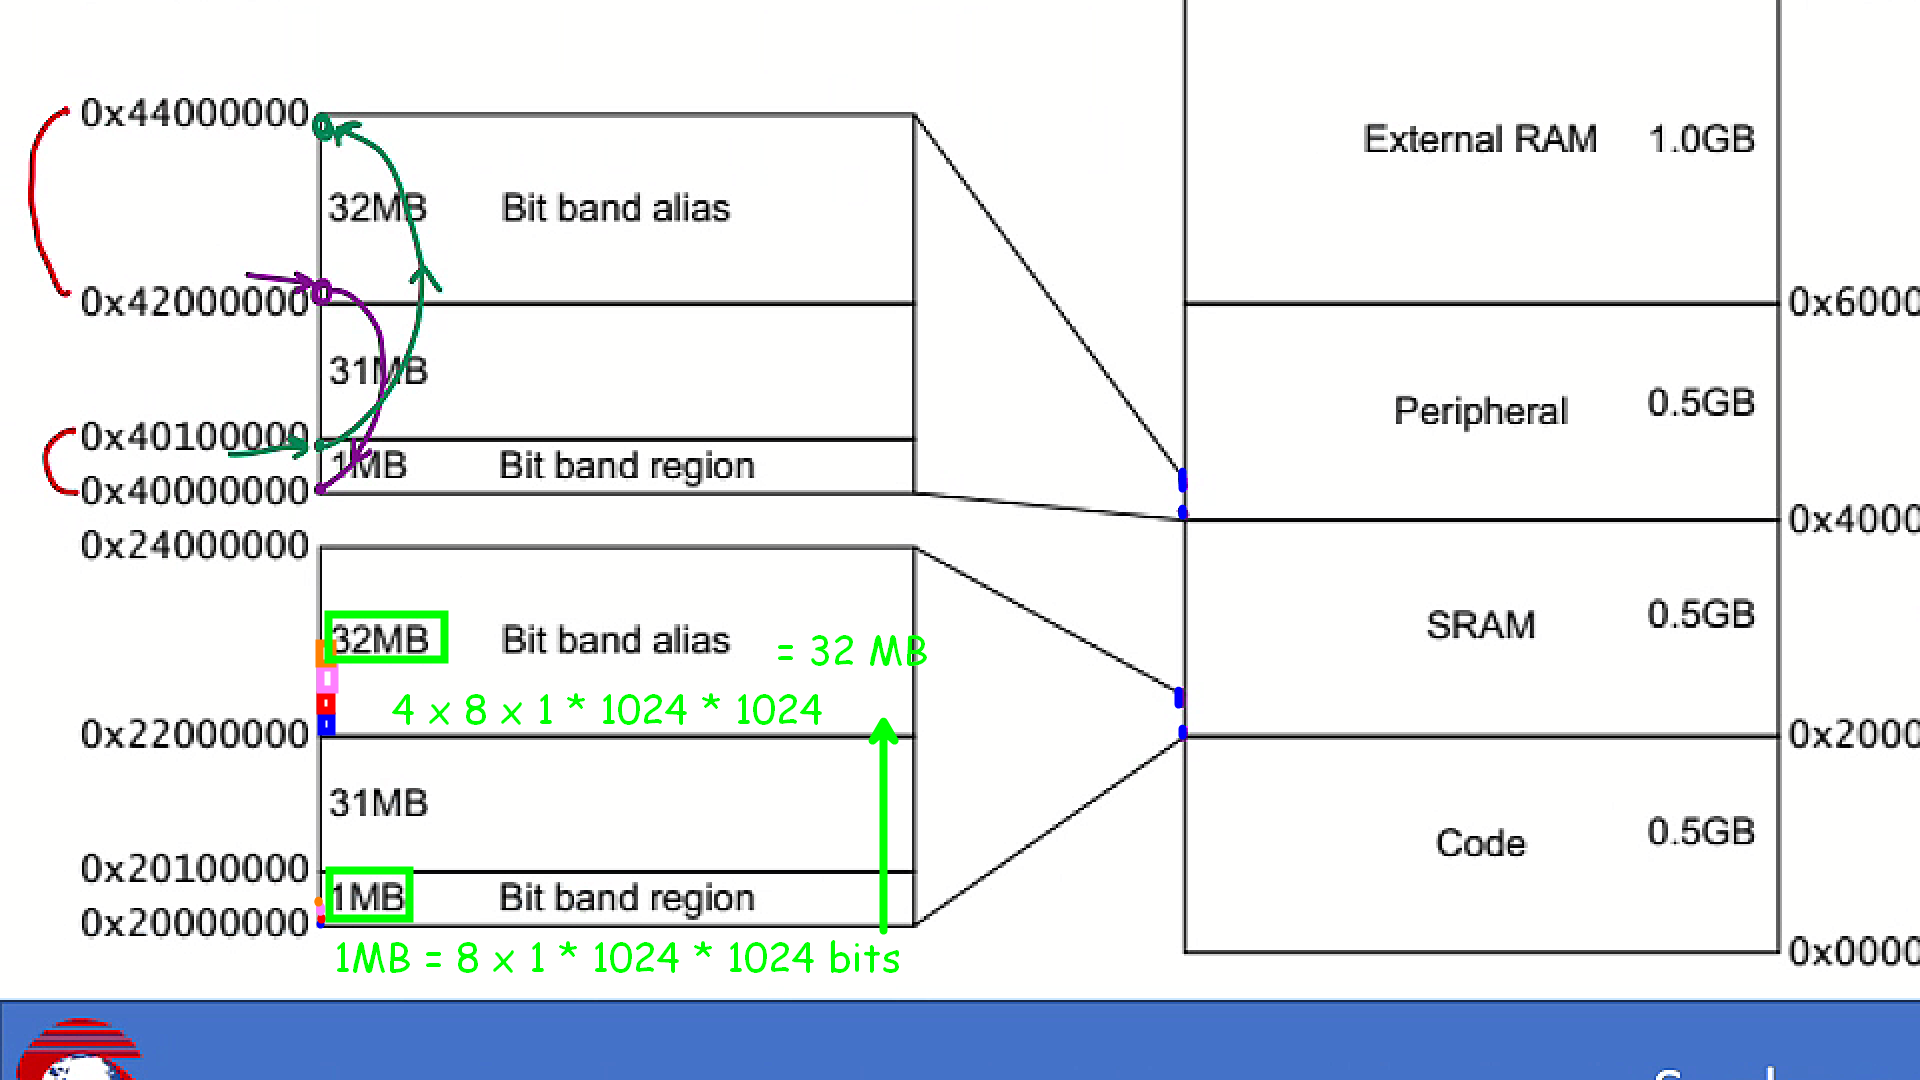 0x44000000
32MB Bit band alias
0x42000000
31MB
0x40100000
1MB Bit band region
0x40000000
0x24000000
32MB Bit band alias = 32 MB
4 x 8 x 1 * 1024 * 1024
0x22000000
31MB
0x20100000
1MB Bit band region
0x20000000
1MB = 8 x 1 * 1024 * 1024 bits
External RAM 1.0GB
0x6000
Peripheral 0.5GB
0x4000
SRAM 0.5GB
0x2000
Code 0.5GB
0x0000